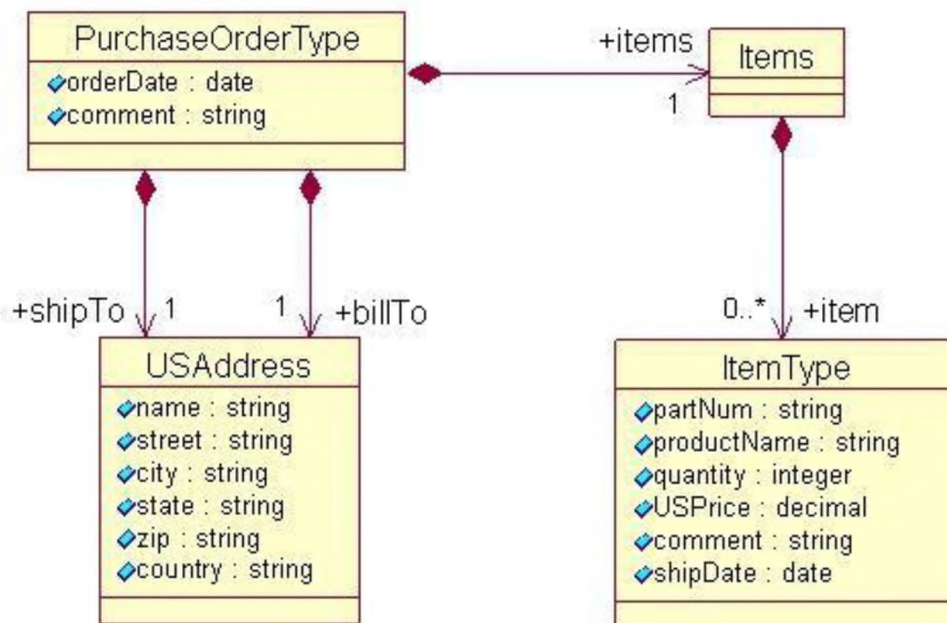 PurchaseOrderType
orderDate : date
comment : string
+items
1
Items
+shipTo
1
1
+billTo
0..*
+item
USAddress
name : string
street : string
city : string
state : string
zip : string
country : string
ItemType
partNum : string
productName : string
quantity : integer
USPrice : decimal
comment : string
shipDate : date